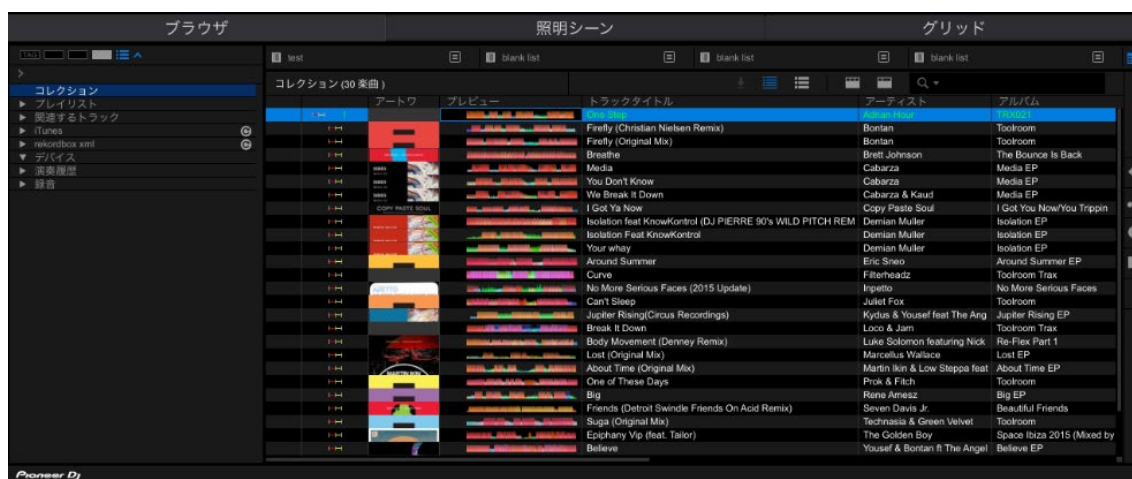 ブラウザ 照明シーン グリッド
test blank list blank list blank list
コレクション (30 楽曲)
コレクション
プレイリスト
関連するトラック
iTunes
rekordbox xml
デバイス
演奏履歴
録音
アートワ プレビュー トラックタイトル アーティスト アルバム
One Step Adnan Hour TRX021
Firefly (Christian Nielsen Remix) Bontan Toolroom
Firefly (Original Mix) Bontan Toolroom
Breathe Brett Johnson The Bounce Is Back
Media Cabarza Media EP
You Don't Know Cabarza Media EP
We Break It Down Cabarza & Kaud Media EP
COPY PASTE SOUL I Got Ya Now Copy Paste Soul I Got You Now/You Trippin
Isolation feat KnowKontrol (DJ PIERRE 90's WILD PITCH REM Demian Muller Isolation EP
Isolation Feat KnowKontrol Demian Muller Isolation EP
Your whay Demian Muller Isolation EP
Around Summer Eric Sneo Around Summer EP
Curve Filterheadz Toolroom Trax
No More Serious Faces (2015 Update) Inpetto No More Serious Faces
Can't Sleep Juliet Fox Toolroom
Jupiter Rising(Circus Recordings) Kydus & Yousef feat The Ang Jupiter Rising EP
Break It Down Loco & Jam Toolroom Trax
Body Movement (Denney Remix) Luke Solomon featuring Nick Re-Flex Part 1
Lost (Original Mix) Marcellus Wallace Lost EP
About Time (Original Mix) Martin Ikin & Low Steppa feat About Time EP
One of These Days Prok & Fitch Toolroom
Big Rene Amesz Big EP
Friends (Detroit Swindle Friends On Acid Remix) Seven Davis Jr. Beautiful Friends
Suga (Original Mix) Technasia & Green Velvet Toolroom
Epiphany Vip (feat. Tailor) The Golden Boy Space Ibiza 2015 (Mixed by
Believe Yousef & Bontan ft The Angel Believe EP
Pioneer Dj